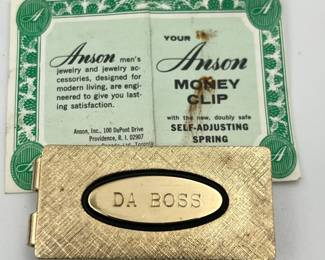 Anson men's
jewelry and jewelry ac-
cessories, designed for
modern living, are en-
gineered to give you last-
ing satisfaction.
Anson, Inc., 100 DuPont Drive
Providence, R. I. 02907
YOUR
Anson
MONEY
CLIP
with the new, doubly safe
SELF-ADJUSTING
SPRING
DA BOSS